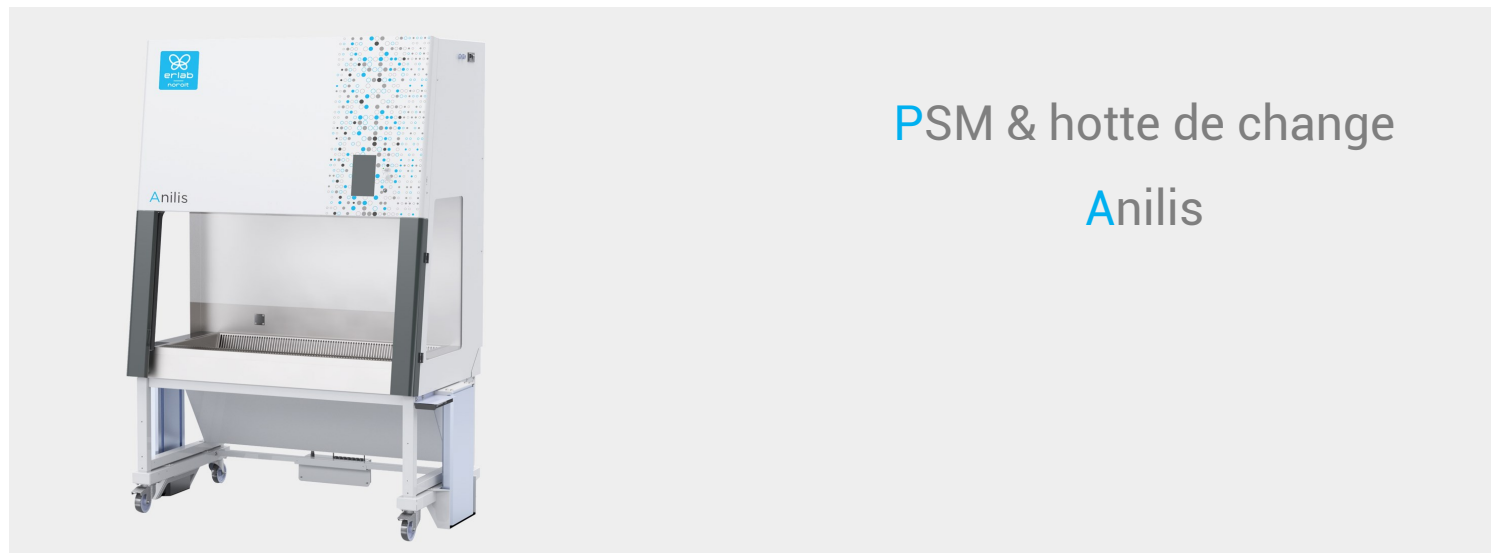 erlab
noroit
Anilis
PSM & hotte de change
Anilis